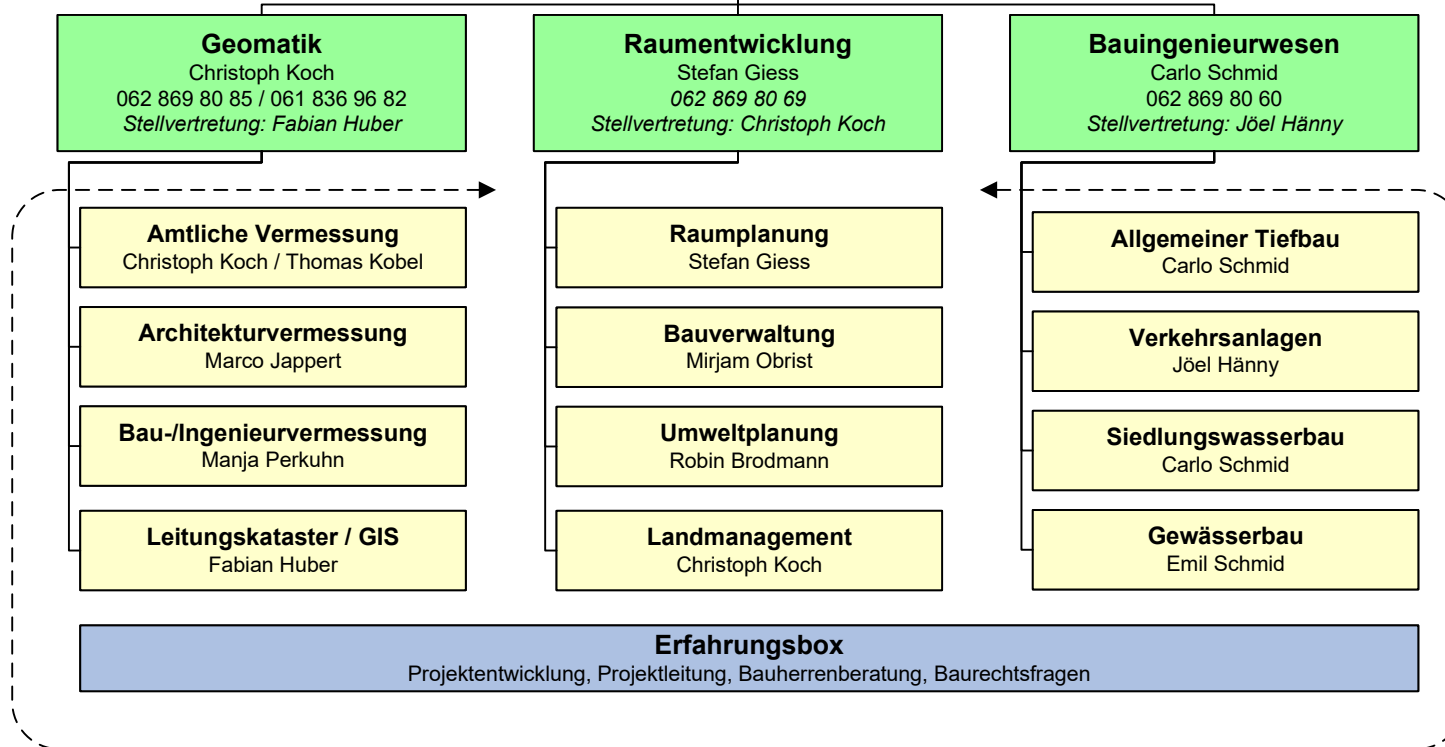 Geomatik
Christoph Koch
062 869 80 85 / 061 836 96 82
Stellvertretung: Fabian Huber
Raumentwicklung
Stefan Giess
062 869 80 69
Stellvertretung: Christoph Koch
Bauingenieurwesen
Carlo Schmid
062 869 80 60
Stellvertretung: Jöel Hänny
Amtliche Vermessung
Christoph Koch / Thomas Kobel
Architekturvermessung
Marco Jappert
Bau-/Ingenieurvermessung
Manja Perkuhn
Leitungskataster / GIS
Fabian Huber
Raumplanung
Stefan Giess
Bauverwaltung
Mirjam Obrist
Umweltplanung
Robin Brodmann
Landmanagement
Christoph Koch
Allgemeiner Tiefbau
Carlo Schmid
Verkehrsanlagen
Jöel Hänny
Siedlungswasserbau
Carlo Schmid
Gewässerbau
Emil Schmid
Erfahrungsbox
Projektentwicklung, Projektleitung, Bauherrenberatung, Baurechtsfragen